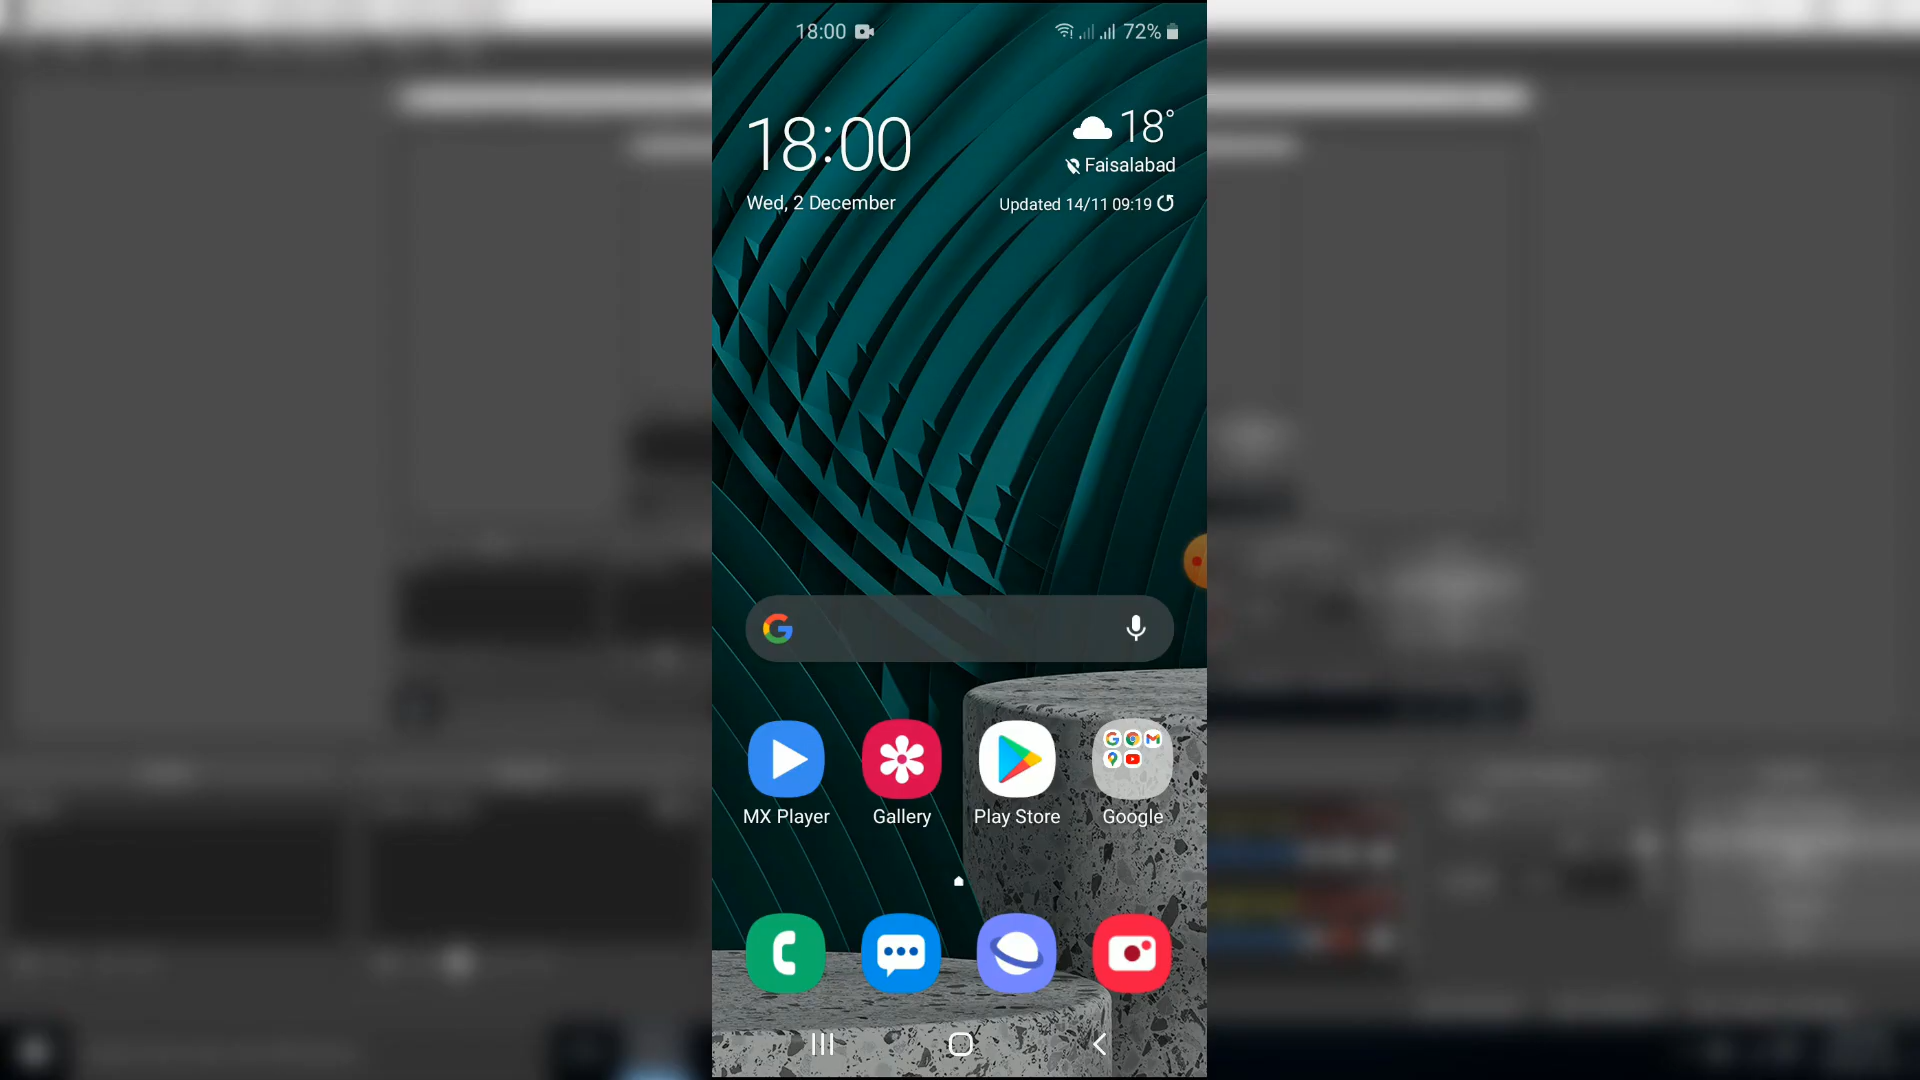 18:00
72%
18:00
18°
Faisalabad
Wed, 2 December
Updated 14/11 09:19
MX Player
Gallery
Play Store
Google